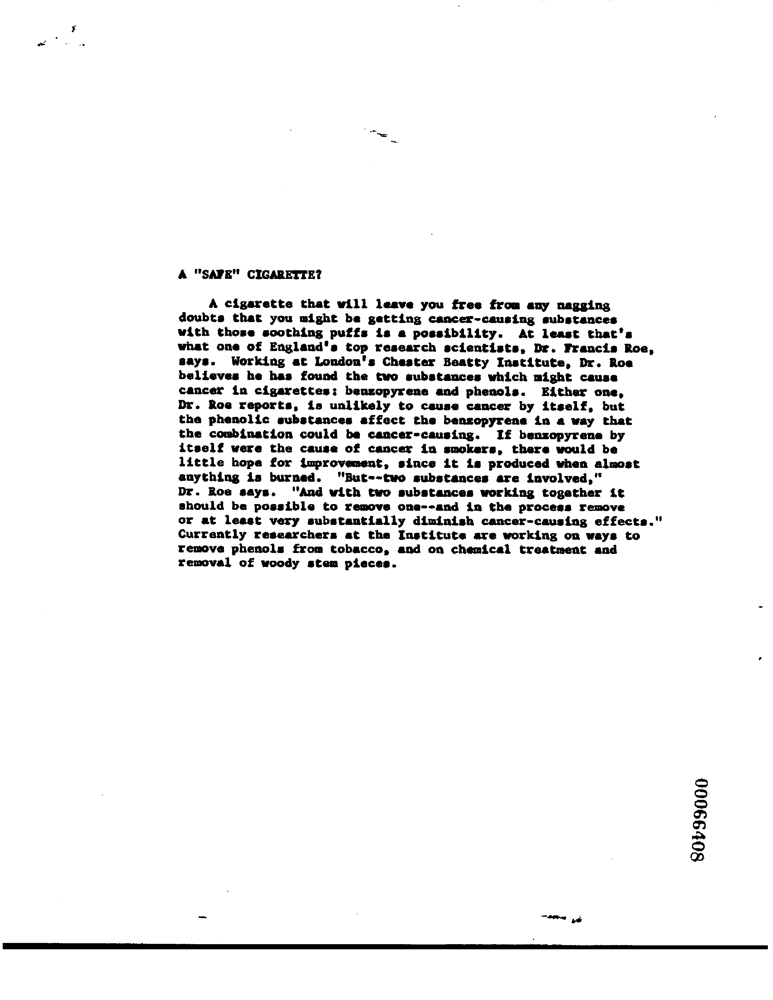 A "SAFE" CIGARETTE?
A cigarette that will leave you free from any nagging
doubts that you might be getting cancer-causing substances
with those soothing puffs is a possibility. At least that's
what one of England's top research scientists, Dr. Francis Roe,
says. Working at London's Chester Beatty Institute, Dr. Roe
believes he has found the two substances which might cause
cancer in cigarettes: benzopyrene and phenols. Either one,
Dr. Roe reports, is unlikely to cause cancer by itself, but
the phenolic substances affect the benzopyrene in a way that
the combination could be cancer-causing. If benzopyrene by
itself were the cause of cancer in smokers, there would be
little hope for improvement, since it is produced when almost
anything is burned. "But--two substances are involved,"
Dr. Roe says. "And with two substances working together it
should be possible to remove one--and in the process remove
or at least very substantially diminish cancer-causing effects."
Currently researchers at the Institute are working on ways to
remove phenols from tobacco, and on chemical treatment and
removal of woody stem pieces.
00066408